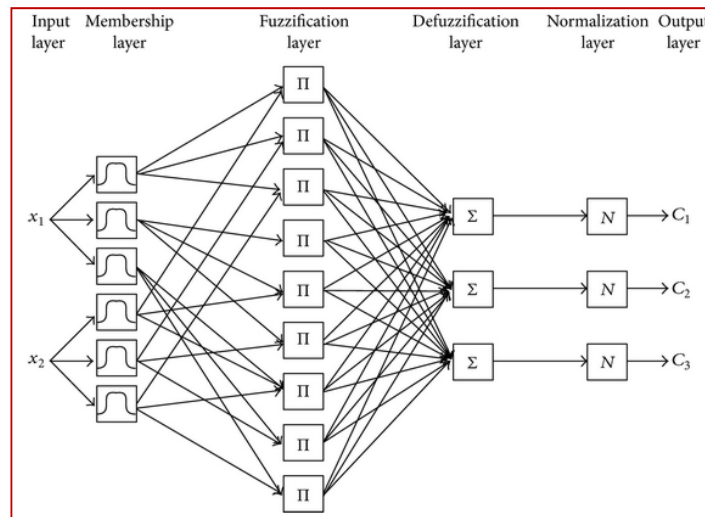 Input layer
Membership layer
Fuzzification layer
Defuzzification layer
Normalization layer
Output layer
x1
x2
Π
Π
Π
Π
Π
Π
Π
Π
Π
Σ
Σ
Σ
N
N
N
C1
C2
C3